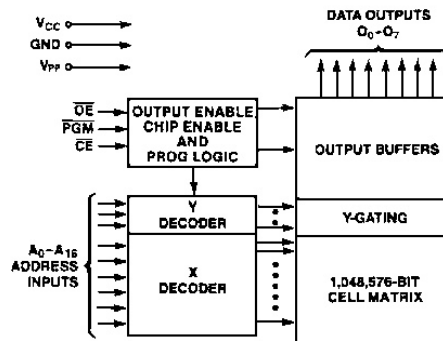 DATA OUTPUTS
O0-O7
VCC
GND
VPP
OE
PGM
CE
OUTPUT ENABLE,
CHIP ENABLE
AND
PROG LOGIC
OUTPUT BUFFERS
Y
DECODER
Y-GATING
A0-A16
ADDRESS
INPUTS
X
DECODER
1,048,576-BIT
CELL MATRIX